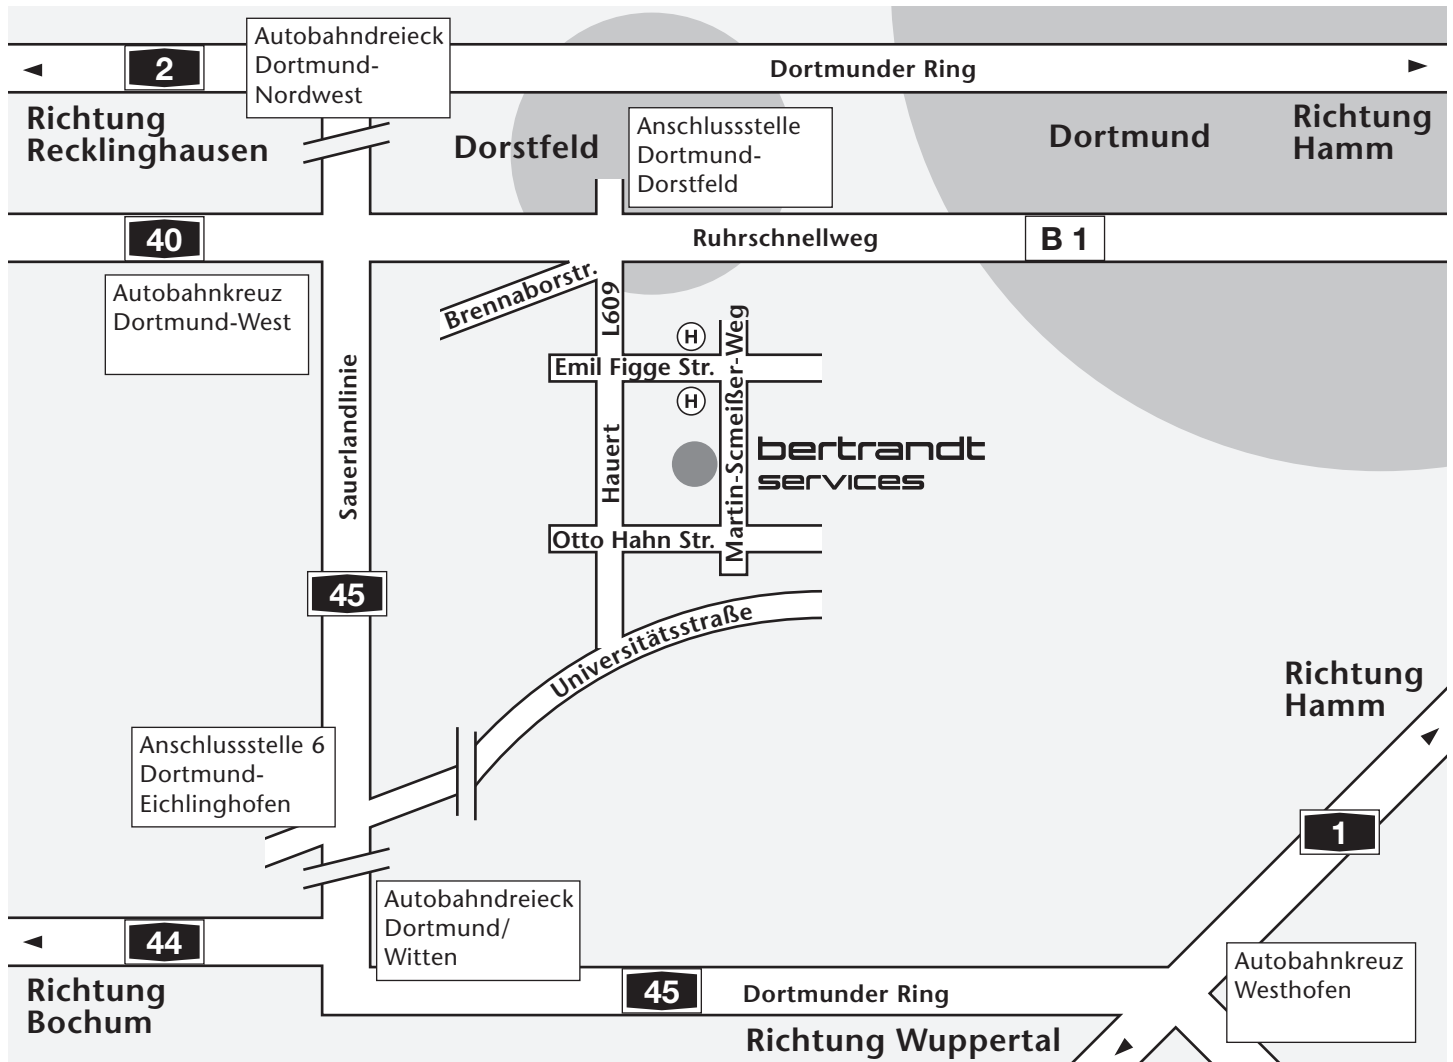 Autobahndreieck
Dortmund-
Nordwest
2
Dortmunder Ring
Richtung
Recklinghausen
Dorstfeld
Anschlussstelle
Dortmund-
Dorstfeld
Dortmund
Richtung
Hamm
40
Ruhrschnellweg
B 1
Autobahnkreuz
Dortmund-West
Brennaborstr.
L609
H
Emil Figge Str.
H
Martin-Scmeißer-Weg
Sauerlandlinie
Hauert
bertrandt
services
Otto Hahn Str.
45
Universitätsstraße
Richtung
Hamm
Anschlussstelle 6
Dortmund-
Eichlinghofen
1
Autobahndreieck
Dortmund/
Witten
44
Richtung
Bochum
45
Dortmunder Ring
Autobahnkreuz
Westhofen
Richtung Wuppertal